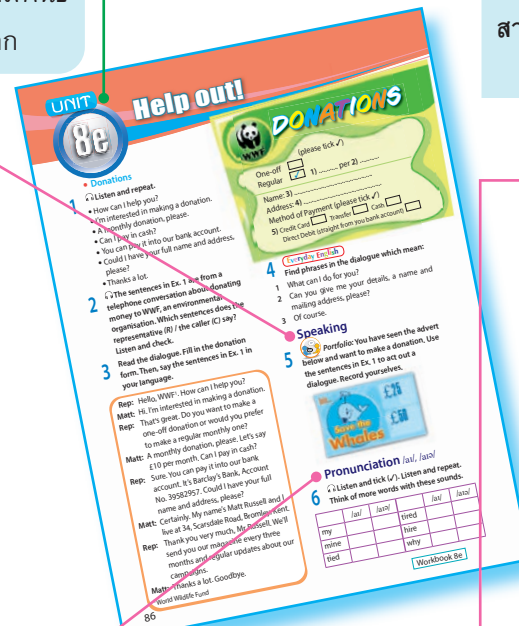 าก
สา
UNIT
8e
Help out!
• Donations
1 Listen and repeat.
• How can I help you?
• I'm interested in making a donation.
• A monthly donation, please.
• Can I pay in cash?
• You can pay it into our bank account.
• Could I have your full name and address,
please?
• Thanks a lot.
2 The sentences in Ex. 1 are from a
telephone conversation about donating
money to WWF, an environmental
organisation. Which sentences does the
representative (R) / the caller (C) say?
Listen and check.
3 Read the dialogue. Fill in the donation
form. Then, say the sentences in Ex. 1 in
your language.
Rep: Hello, WWF¹. How can I help you?
Matt: Hi. I'm interested in making a donation.
Rep: That's great. Do you want to make a
one-off donation or would you prefer
to make a regular monthly one?
Matt: A monthly donation, please. Let's say
£10 per month. Can I pay in cash?
Rep: Sure. You can pay it into our bank
account. It's Barclay's Bank, Account
No. 39582957. Could I have your full
name and address, please?
Matt: Certainly. My name's Matt Russell and I
live at 34, Scarsdale Road, Bromley, Kent.
Rep: Thank you very much, Mr Russell. We'll
send you our magazine every three
months and regular updates about our
campaigns.
Matt: Thanks a lot. Goodbye.
World Wildlife Fund
86
WWF
DONATIONS
(please tick ✓)
One-off
Regular ✓ 1) ........ per 2) ........
Name: 3) ........
Address: 4) ........
Method of Payment (please tick ✓)
5) Credit Card Transfer Cash
Direct Debit (straight from you bank account)
4 Everyday English
Find phrases in the dialogue which mean:
1 What can I do for you?
2 Can you give me your details, a name and
mailing address, please?
3 Of course.
Speaking
5 Portfolio: You have seen the advert
below and want to make a donation. Use
the sentences in Ex. 1 to act out a
dialogue. Record yourselves.
£25
£50
Save the
Whales
Pronunciation /aɪ/, /aɪə/
6 Listen and tick (✓). Listen and repeat.
Think of more words with these sounds.
/aɪ/ /aɪə/ /aɪ/ /aɪə/
my tired
mine hire
tied why
Workbook 8e